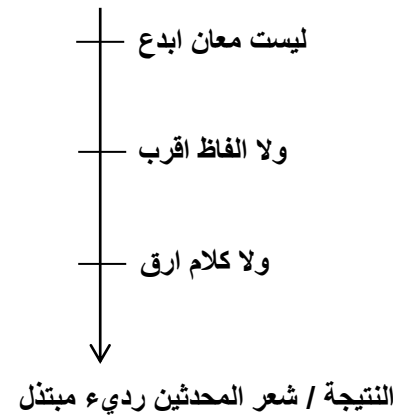 ليست معان ابدع
ولا الفاظ اقرب
ولا كلام ارق
النتيجة / شعر المحدثين رديء مبتذل